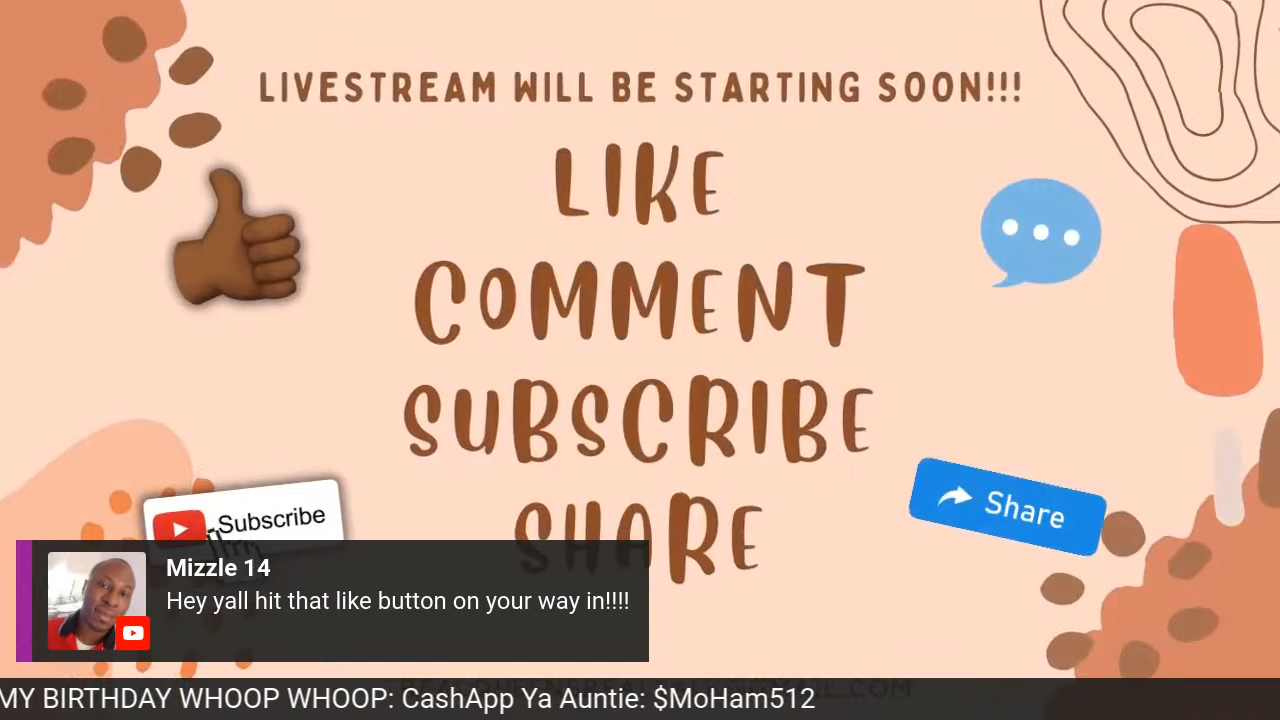 LIVESTREAM WILL BE STARTING SOON!!!
LIKE
COMMENT
SUBSCRIBE
SHARE
Subscribe
Share
Mizzle 14
Hey yall hit that like button on your way in!!!!
MY BIRTHDAY WHOOP WHOOP: CashApp Ya Auntie: $MoHam512